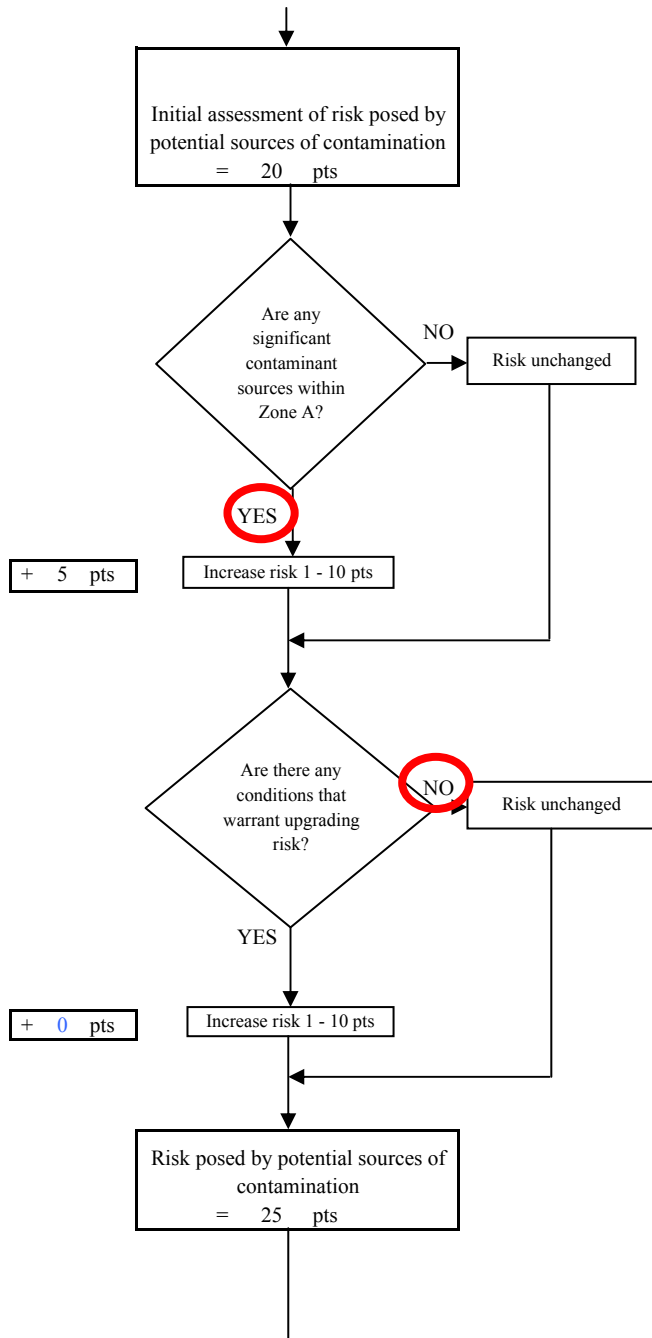 Initial assessment of risk posed by
potential sources of contamination
= 20 pts
Are any
significant
contaminant
sources within
Zone A?
NO
Risk unchanged
YES
+ 5 pts
Increase risk 1 - 10 pts
Are there any
conditions that
warrant upgrading
risk?
NO
Risk unchanged
YES
+ 0 pts
Increase risk 1 - 10 pts
Risk posed by potential sources of
contamination
= 25 pts